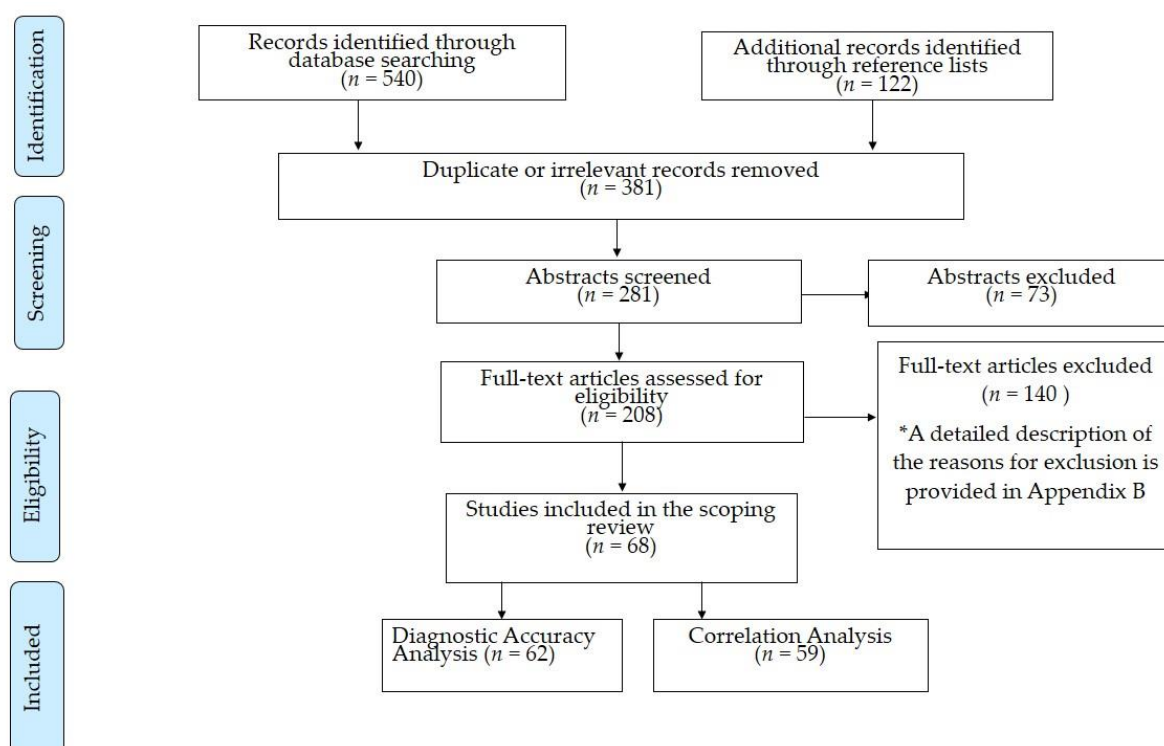 Identification
Records identified through
database searching
(n = 540)
Additional records identified
through reference lists
(n = 122)
Duplicate or irrelevant records removed
(n = 381)
Screening
Abstracts screened
(n = 281)
Abstracts excluded
(n = 73)
Eligibility
Full-text articles assessed for
eligibility
(n = 208)
Full-text articles excluded
(n = 140 )
*A detailed description of
the reasons for exclusion is
provided in Appendix B
Studies included in the scoping
review
(n = 68)
Included
Diagnostic Accuracy
Analysis (n = 62)
Correlation Analysis
(n = 59)